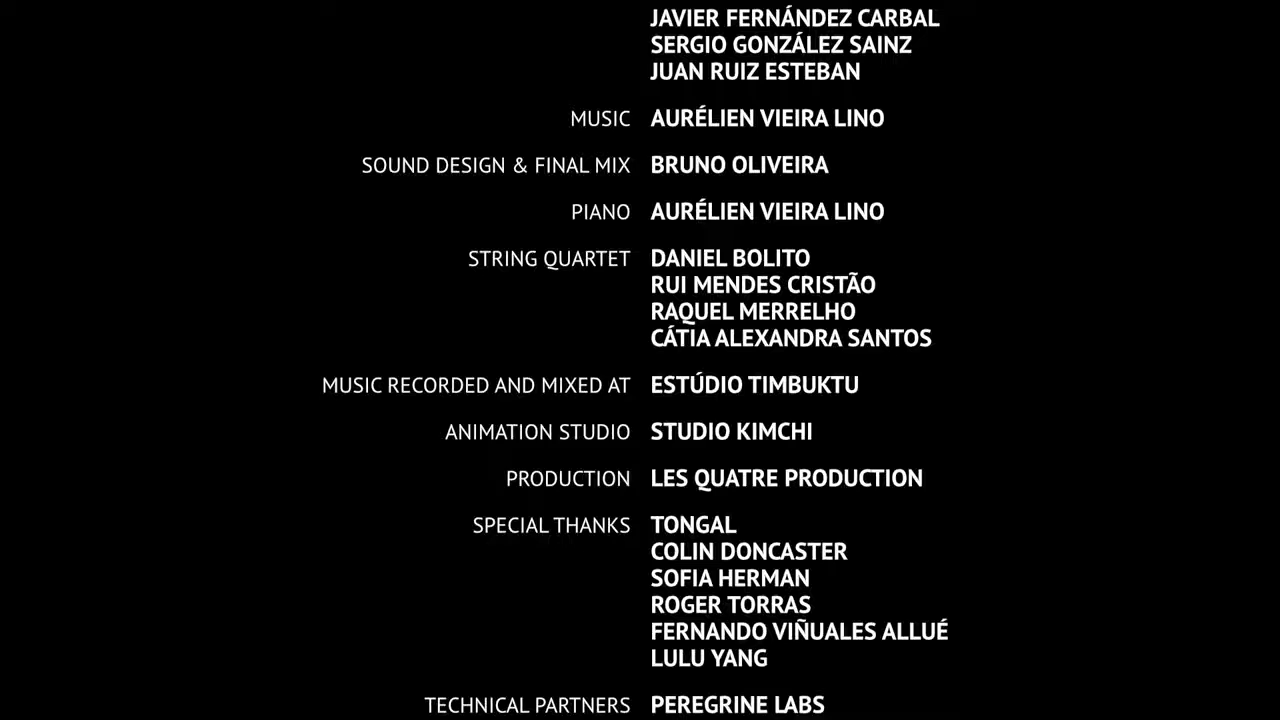 JAVIER FERNÁNDEZ CARBAL
SERGIO GONZÁLEZ SAINZ
JUAN RUIZ ESTEBAN
MUSIC AURÉLIEN VIEIRA LINO
SOUND DESIGN & FINAL MIX BRUNO OLIVEIRA
PIANO AURÉLIEN VIEIRA LINO
STRING QUARTET DANIEL BOLITO
RUI MENDES CRISTÃO
RAQUEL MERRELHO
CÁTIA ALEXANDRA SANTOS
MUSIC RECORDED AND MIXED AT ESTÚDIO TIMBUKTU
ANIMATION STUDIO STUDIO KIMCHI
PRODUCTION LES QUATRE PRODUCTION
SPECIAL THANKS TONGAL
COLIN DONCASTER
SOFIA HERMAN
ROGER TORRAS
FERNANDO VIÑUALES ALLUÉ
LULU YANG
TECHNICAL PARTNERS PEREGRINE LABS